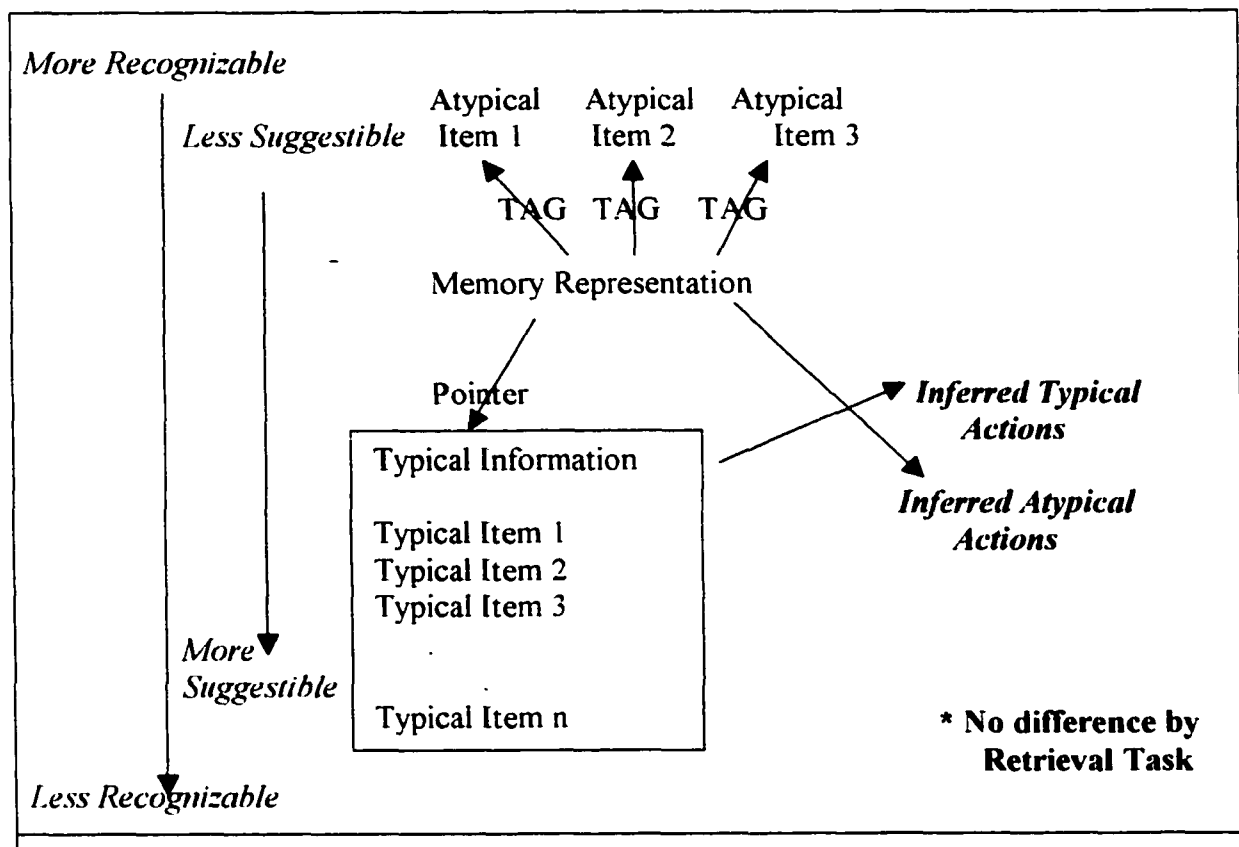 More Recognizable
Less Suggestible
Atypical
Item 1
Atypical
Item 2
Atypical
Item 3
TAG TAG TAG
Memory Representation
Pointer
Typical Information
Typical Item 1
Typical Item 2
Typical Item 3
.
.
Typical Item n
Inferred Typical
Actions
Inferred Atypical
Actions
More
Suggestible
Less Recognizable
* No difference by
Retrieval Task